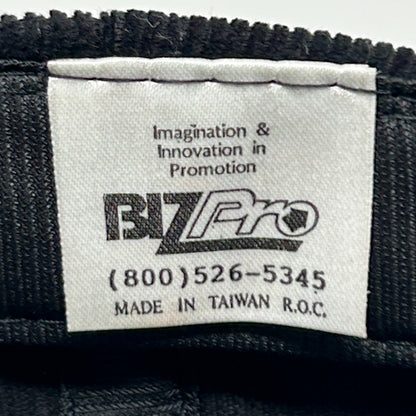 Imagination &
Innovation in
Promotion
BIZPro
(800)526-5345
MADE IN TAIWAN R.O.C.